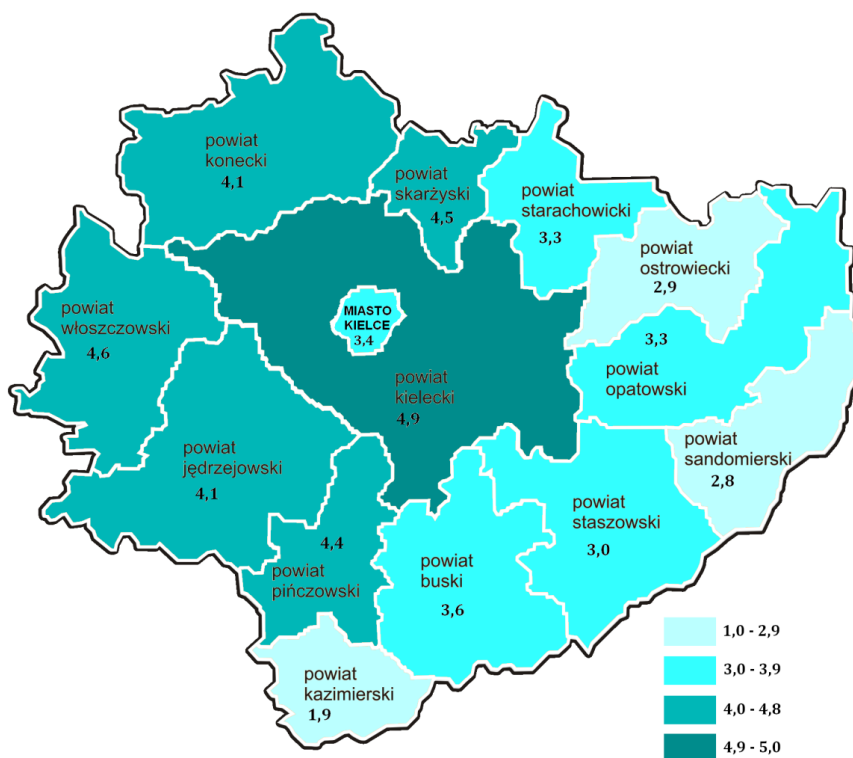 powiat
konecki
4,1
powiat
skarżyski
4,5
powiat
starachowicki
3,3
powiat
ostrowiecki
2,9
powiat
włoszczowski
4,6
MIASTO
KIELCE
3,4
powiat
kielecki
4,9
3,3
powiat
opatowski
powiat
sandomierski
2,8
powiat
jędrzejowski
4,1
powiat
staszowski
3,0
4,4
powiat
pińczowski
powiat
buski
3,6
powiat
kazimierski
1,9
1,0 - 2,9
3,0 - 3,9
4,0 - 4,8
4,9 - 5,0